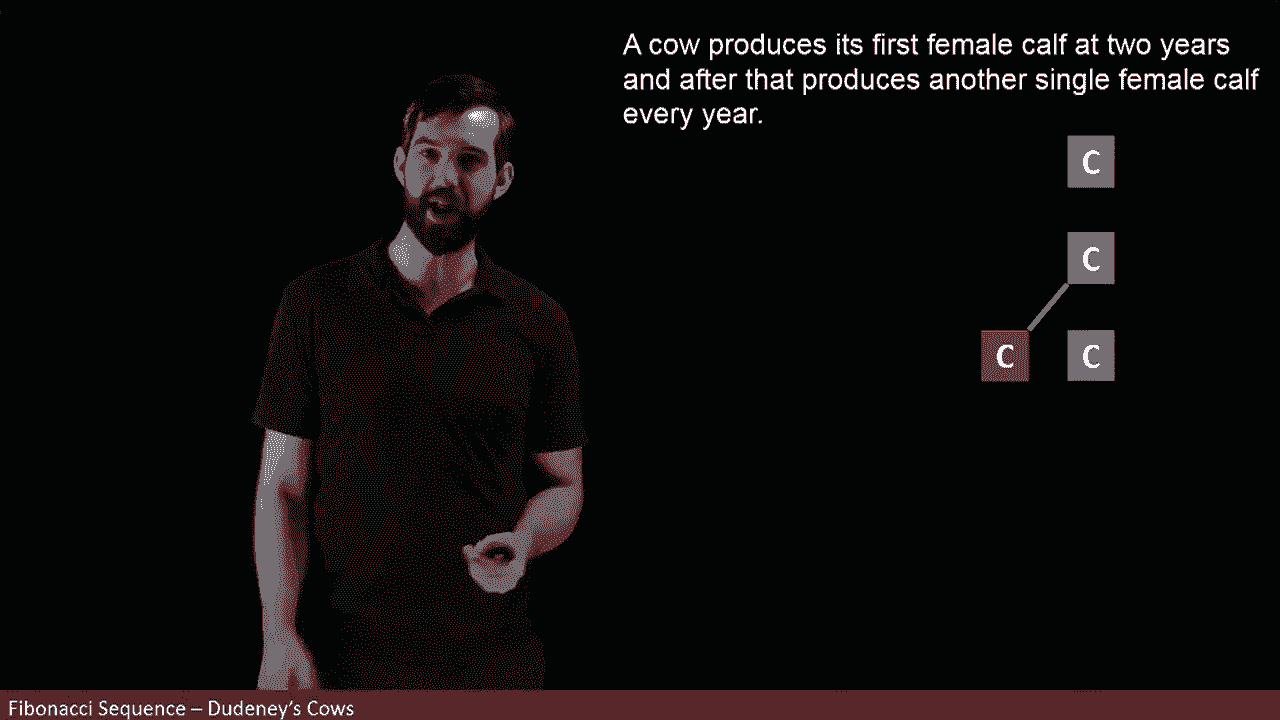 A cow produces its first female calf at two years
and after that produces another single female calf
every year.
C
C
C C
Fibonacci Sequence – Dudeney's Cows